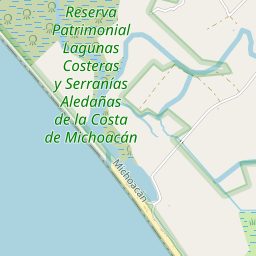 Reserva
Patrimonial
Lagunas
Costeras
y Serranías
Aledañas
de la Costa
de Michoacán
Michoacán